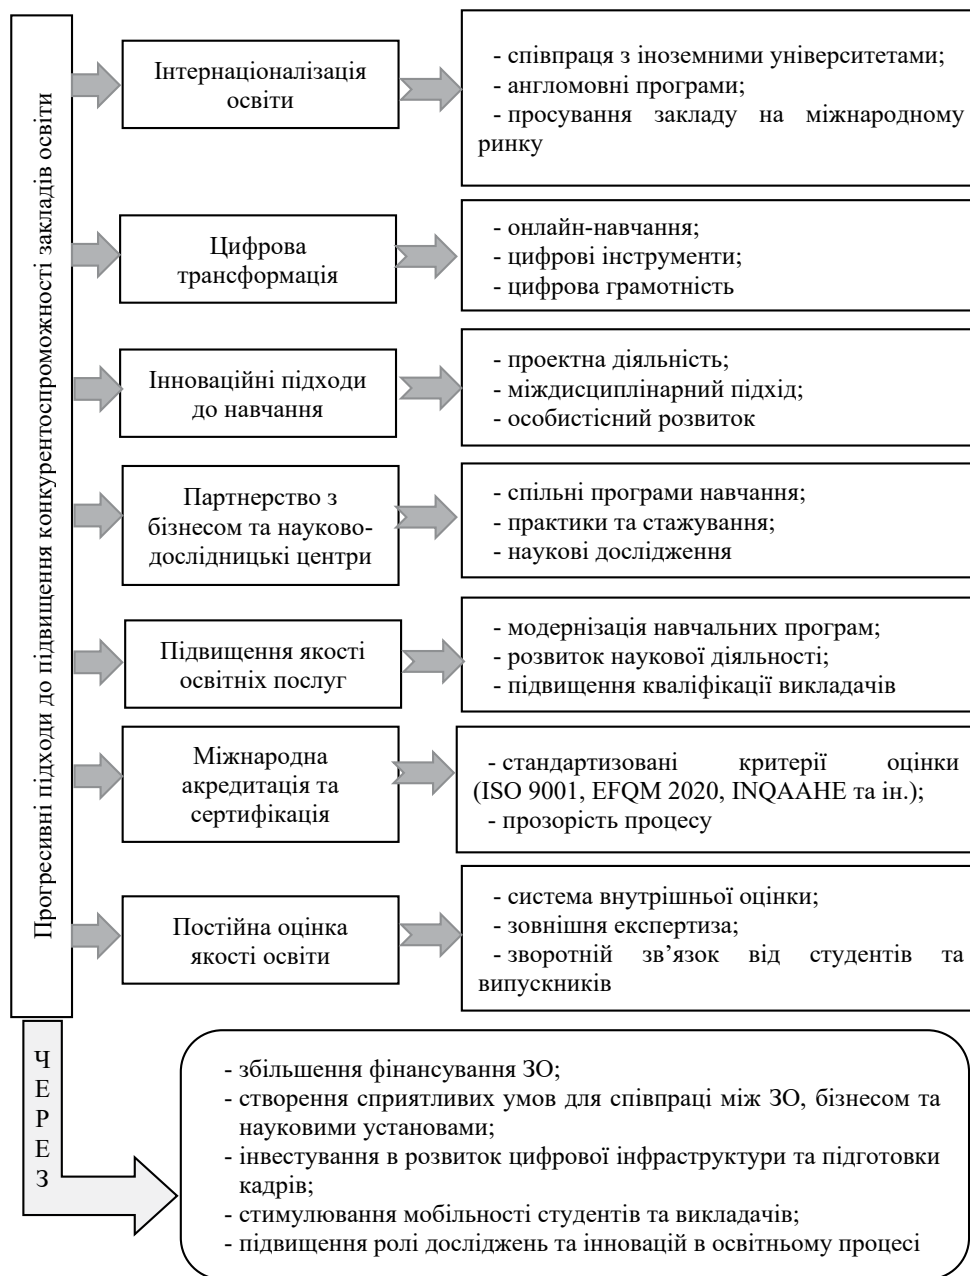 Прогресивні підходи до підвищення конкурентоспроможності закладів освіти
Інтернаціоналізація
освіти
- співпраця з іноземними університетами;
- англомовні програми;
- просування закладу на міжнародному
ринку
Цифрова
трансформація
- онлайн-навчання;
- цифрові інструменти;
- цифрова грамотність
Інноваційні підходи
до навчання
- проектна діяльність;
- міждисциплінарний підхід;
- особистісний розвиток
Партнерство з
бізнесом та науково-
дослідницькі центри
- спільні програми навчання;
- практики та стажування;
- наукові дослідження
Підвищення якості
освітніх послуг
- модернізація навчальних програм;
- розвиток наукової діяльності;
- підвищення кваліфікації викладачів
Міжнародна
акредитація та
сертифікація
- стандартизовані критерії оцінки
(ISO 9001, EFQM 2020, INQAAHE та ін.);
- прозорість процесу
Постійна оцінка
якості освіти
- система внутрішньої оцінки;
- зовнішня експертиза;
- зворотній зв’язок від студентів та
випускників
Ч
Е
Р
Е
З
- збільшення фінансування ЗО;
- створення сприятливих умов для співпраці між ЗО, бізнесом та
науковими установами;
- інвестування в розвиток цифрової інфраструктури та підготовки
кадрів;
- стимулювання мобільності студентів та викладачів;
- підвищення ролі досліджень та інновацій в освітньому процесі